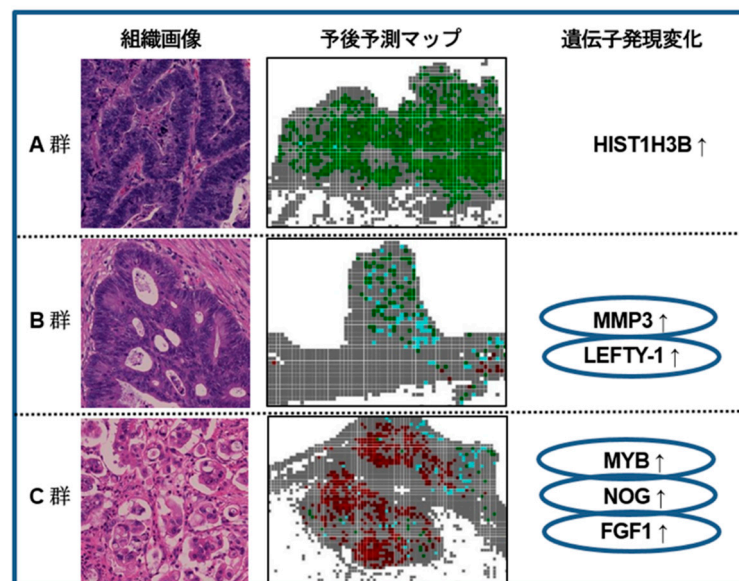 組織画像 予後予測マップ 遺伝子発現変化
A 群
HIST1H3B ↑
B 群
MMP3 ↑
LEFTY-1 ↑
C 群
MYB ↑
NOG ↑
FGF1 ↑